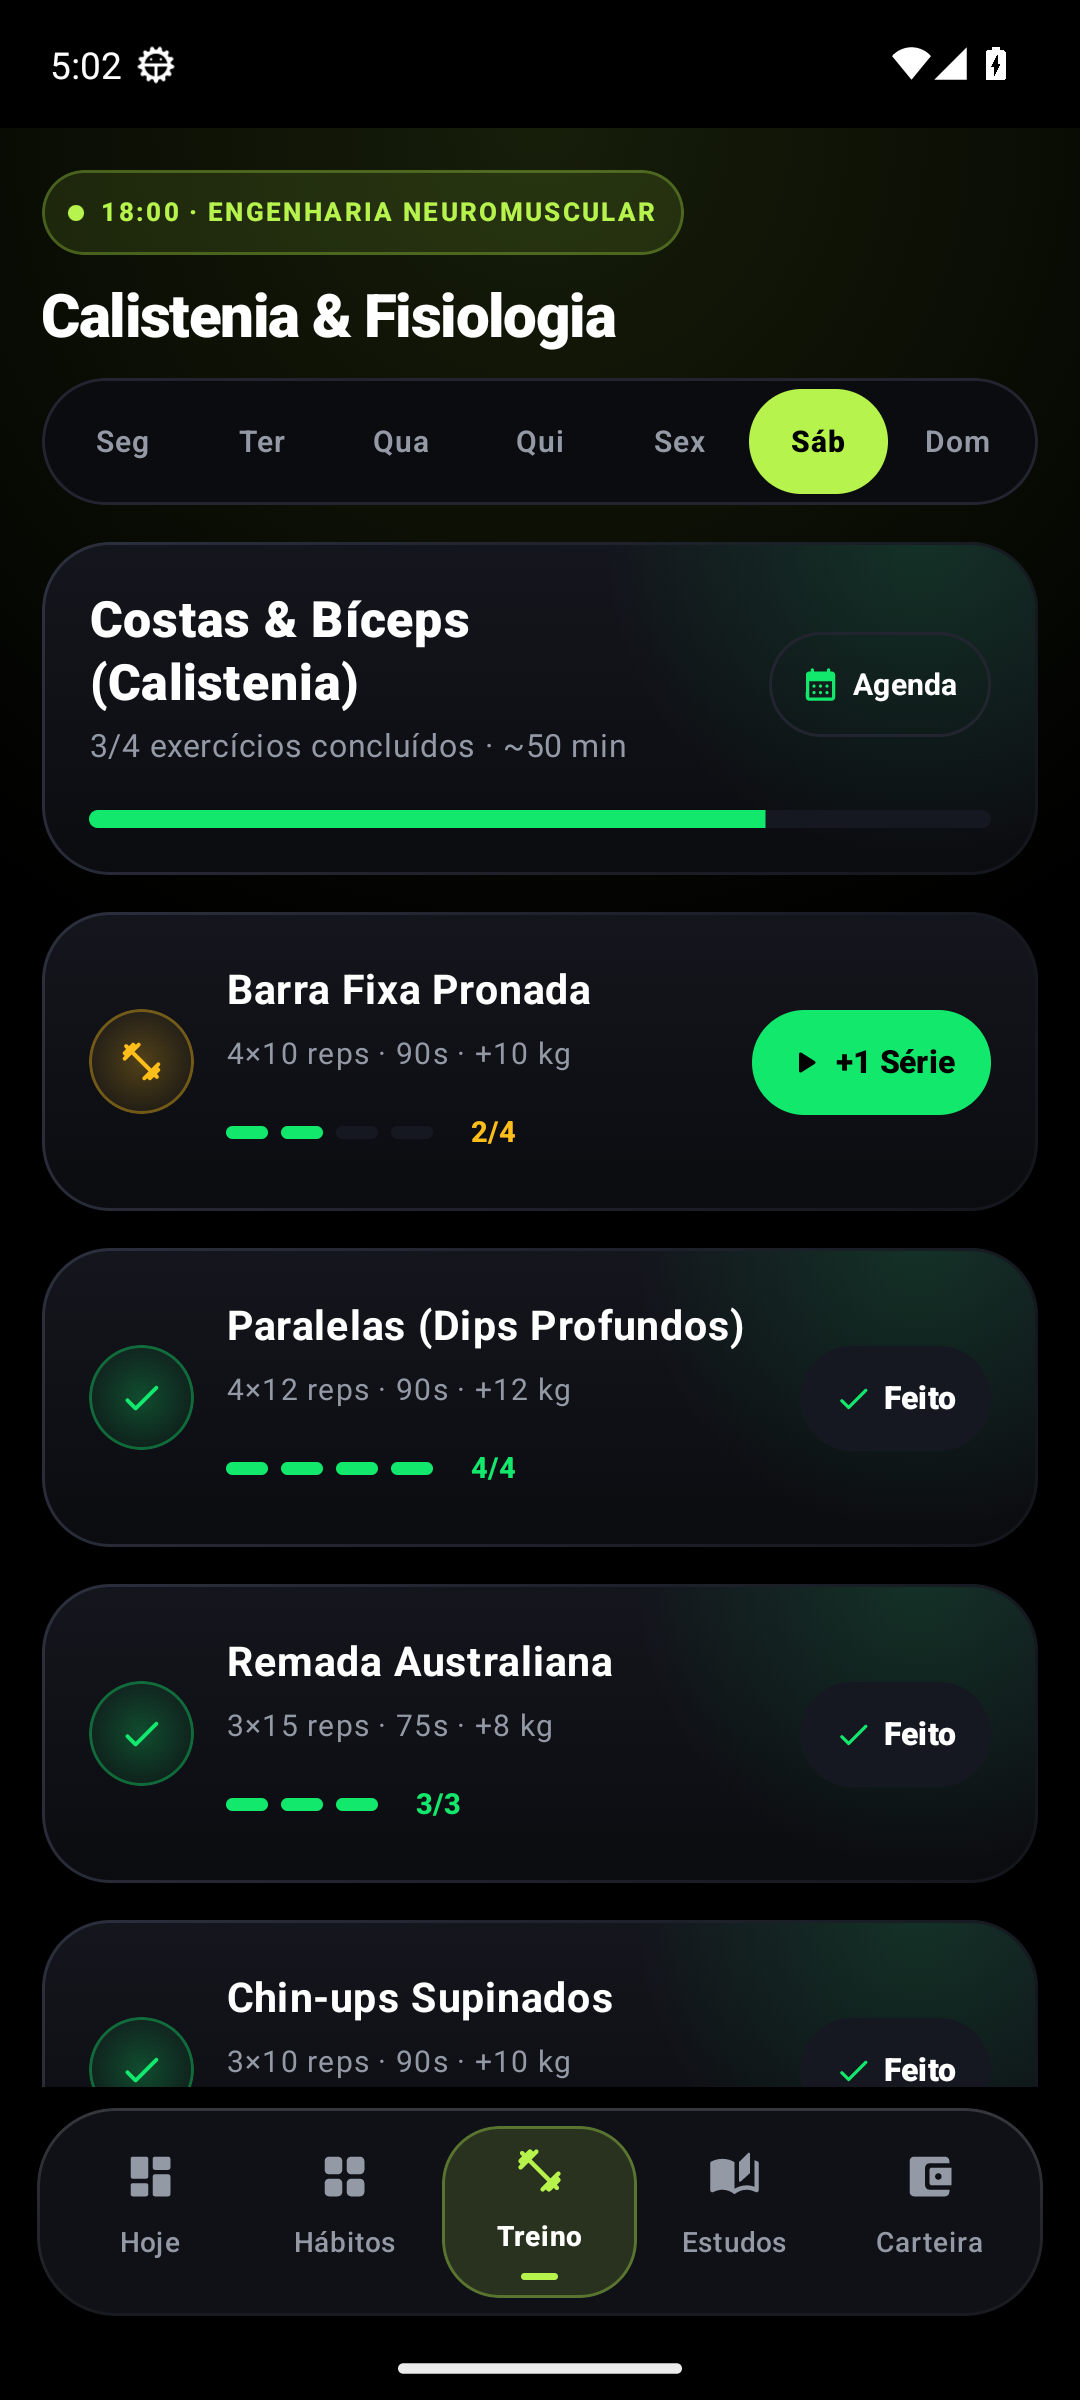 5:02
18:00 · ENGENHARIA NEUROMUSCULAR
Calistenia & Fisiologia
Seg Ter Qua Qui Sex Sáb Dom
Costas & Bíceps
(Calistenia)
Agenda
3/4 exercícios concluídos · ~50 min
Barra Fixa Pronada
4×10 reps · 90s · +10 kg
+1 Série
2/4
Paralelas (Dips Profundos)
4×12 reps · 90s · +12 kg
Feito
4/4
Remada Australiana
3×15 reps · 75s · +8 kg
Feito
3/3
Chin-ups Supinados
3×10 reps · 90s · +10 kg
Feito
Hoje Hábitos Treino Estudos Carteira